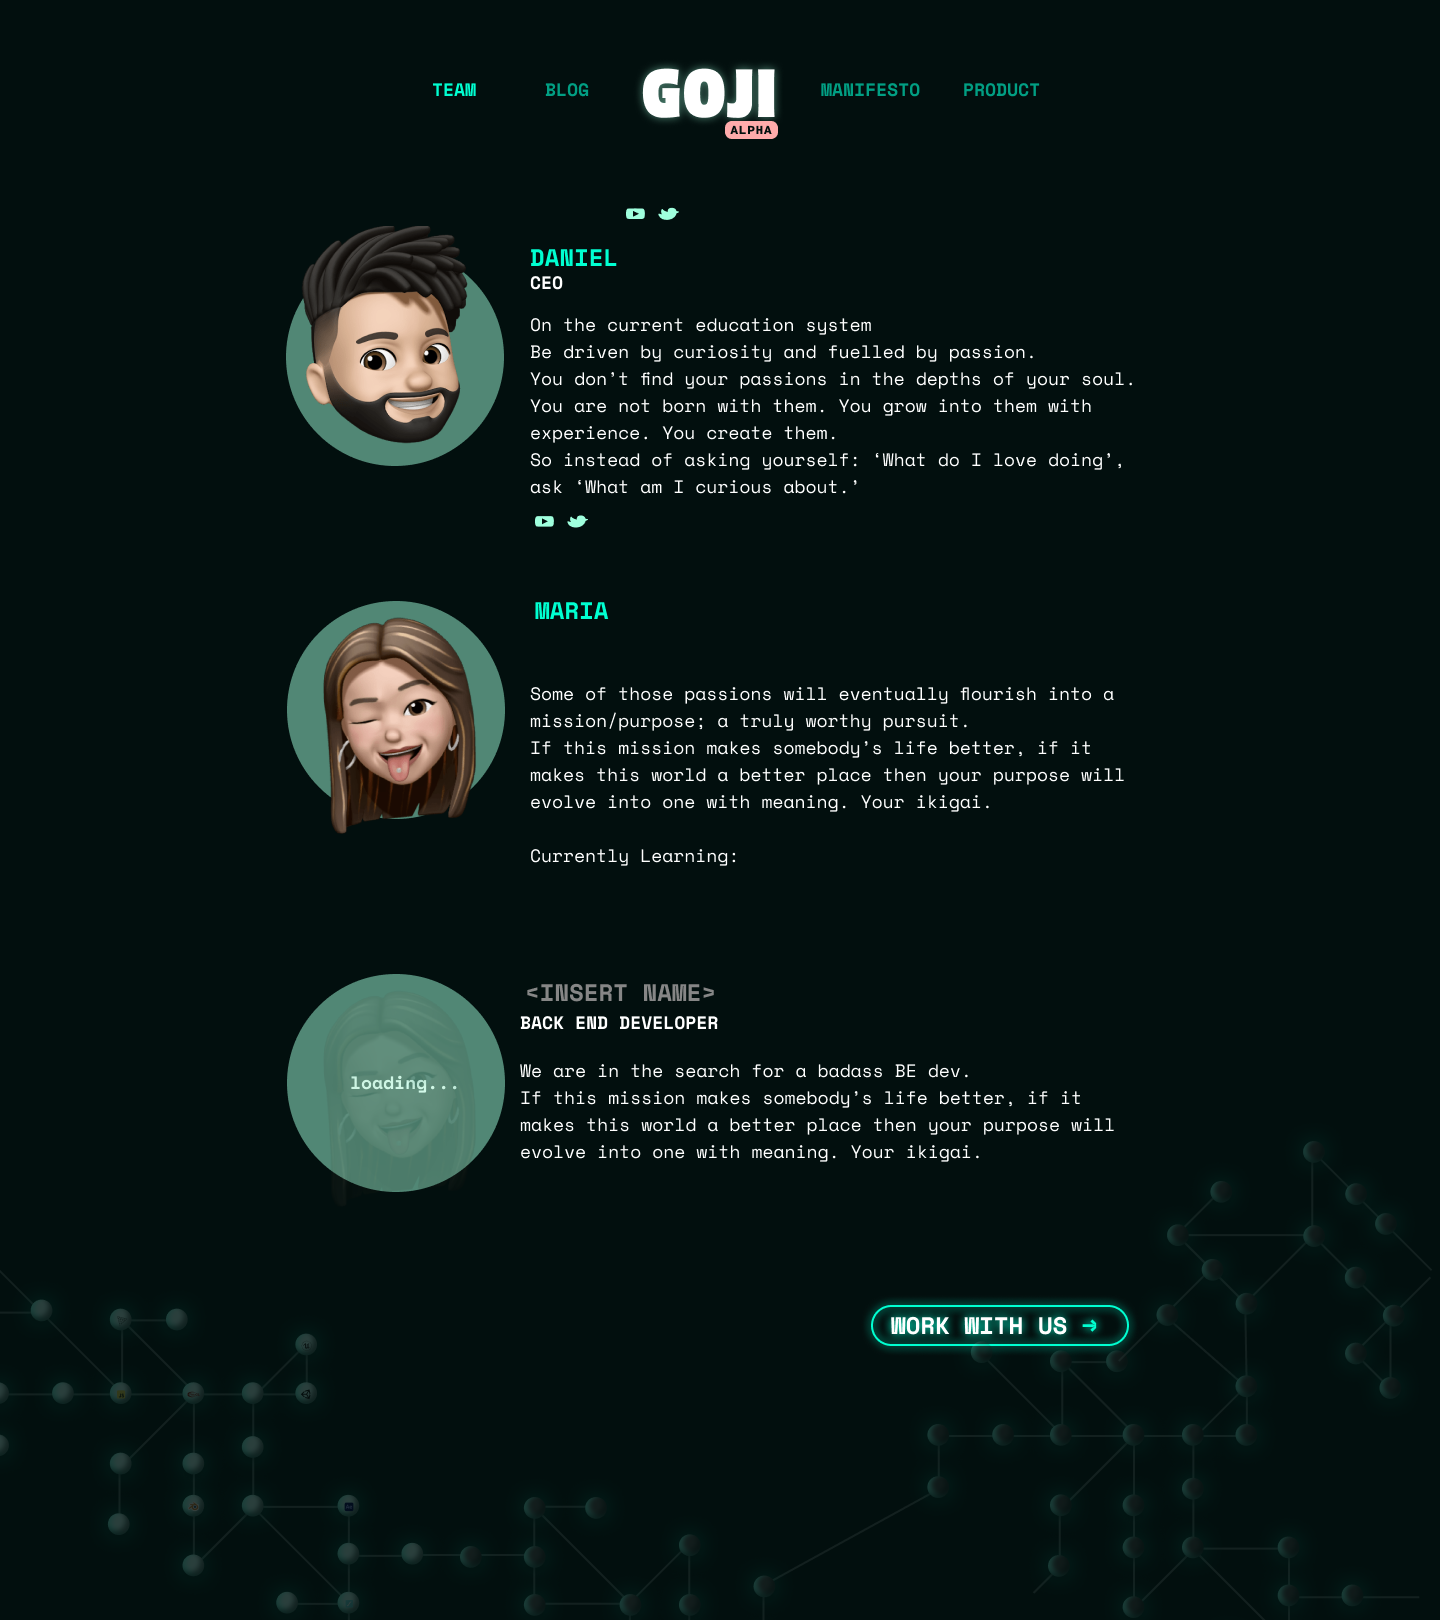 TEAM BLOG GOJI MANIFESTO PRODUCT
ALPHA
DANIEL
CEO
On the current education system
Be driven by curiosity and fuelled by passion.
You don’t find your passions in the depths of your soul.
You are not born with them. You grow into them with
experience. You create them.
So instead of asking yourself: ‘What do I love doing’,
ask ‘What am I curious about.’
MARIA
Some of those passions will eventually flourish into a
mission/purpose; a truly worthy pursuit.
If this mission makes somebody’s life better, if it
makes this world a better place then your purpose will
evolve into one with meaning. Your ikigai.
Currently Learning:
<INSERT NAME>
BACK END DEVELOPER
loading...
We are in the search for a badass BE dev.
If this mission makes somebody’s life better, if it
makes this world a better place then your purpose will
evolve into one with meaning. Your ikigai.
WORK WITH US →